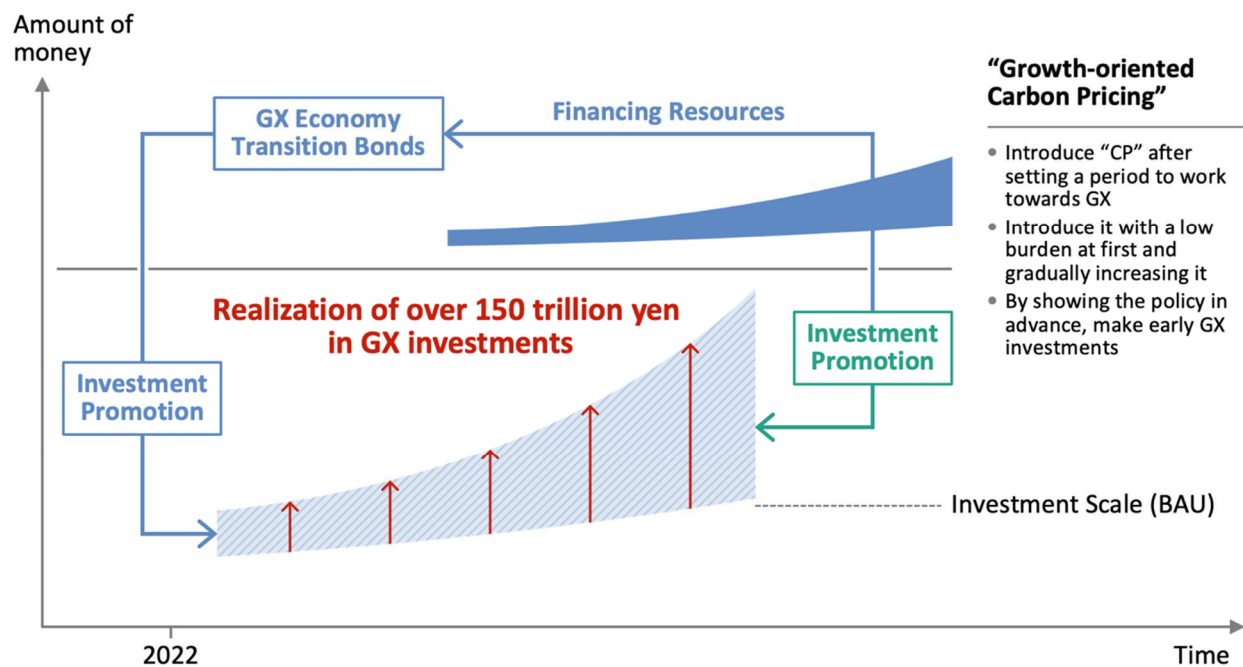 Amount of
money
GX Economy
Transition Bonds
Financing Resources
“Growth-oriented
Carbon Pricing”
• Introduce “CP” after
setting a period to work
towards GX
• Introduce it with a low
burden at first and
gradually increasing it
• By showing the policy in
advance, make early GX
investments
Realization of over 150 trillion yen
in GX investments
Investment
Promotion
Investment
Promotion
Investment Scale (BAU)
2022
Time